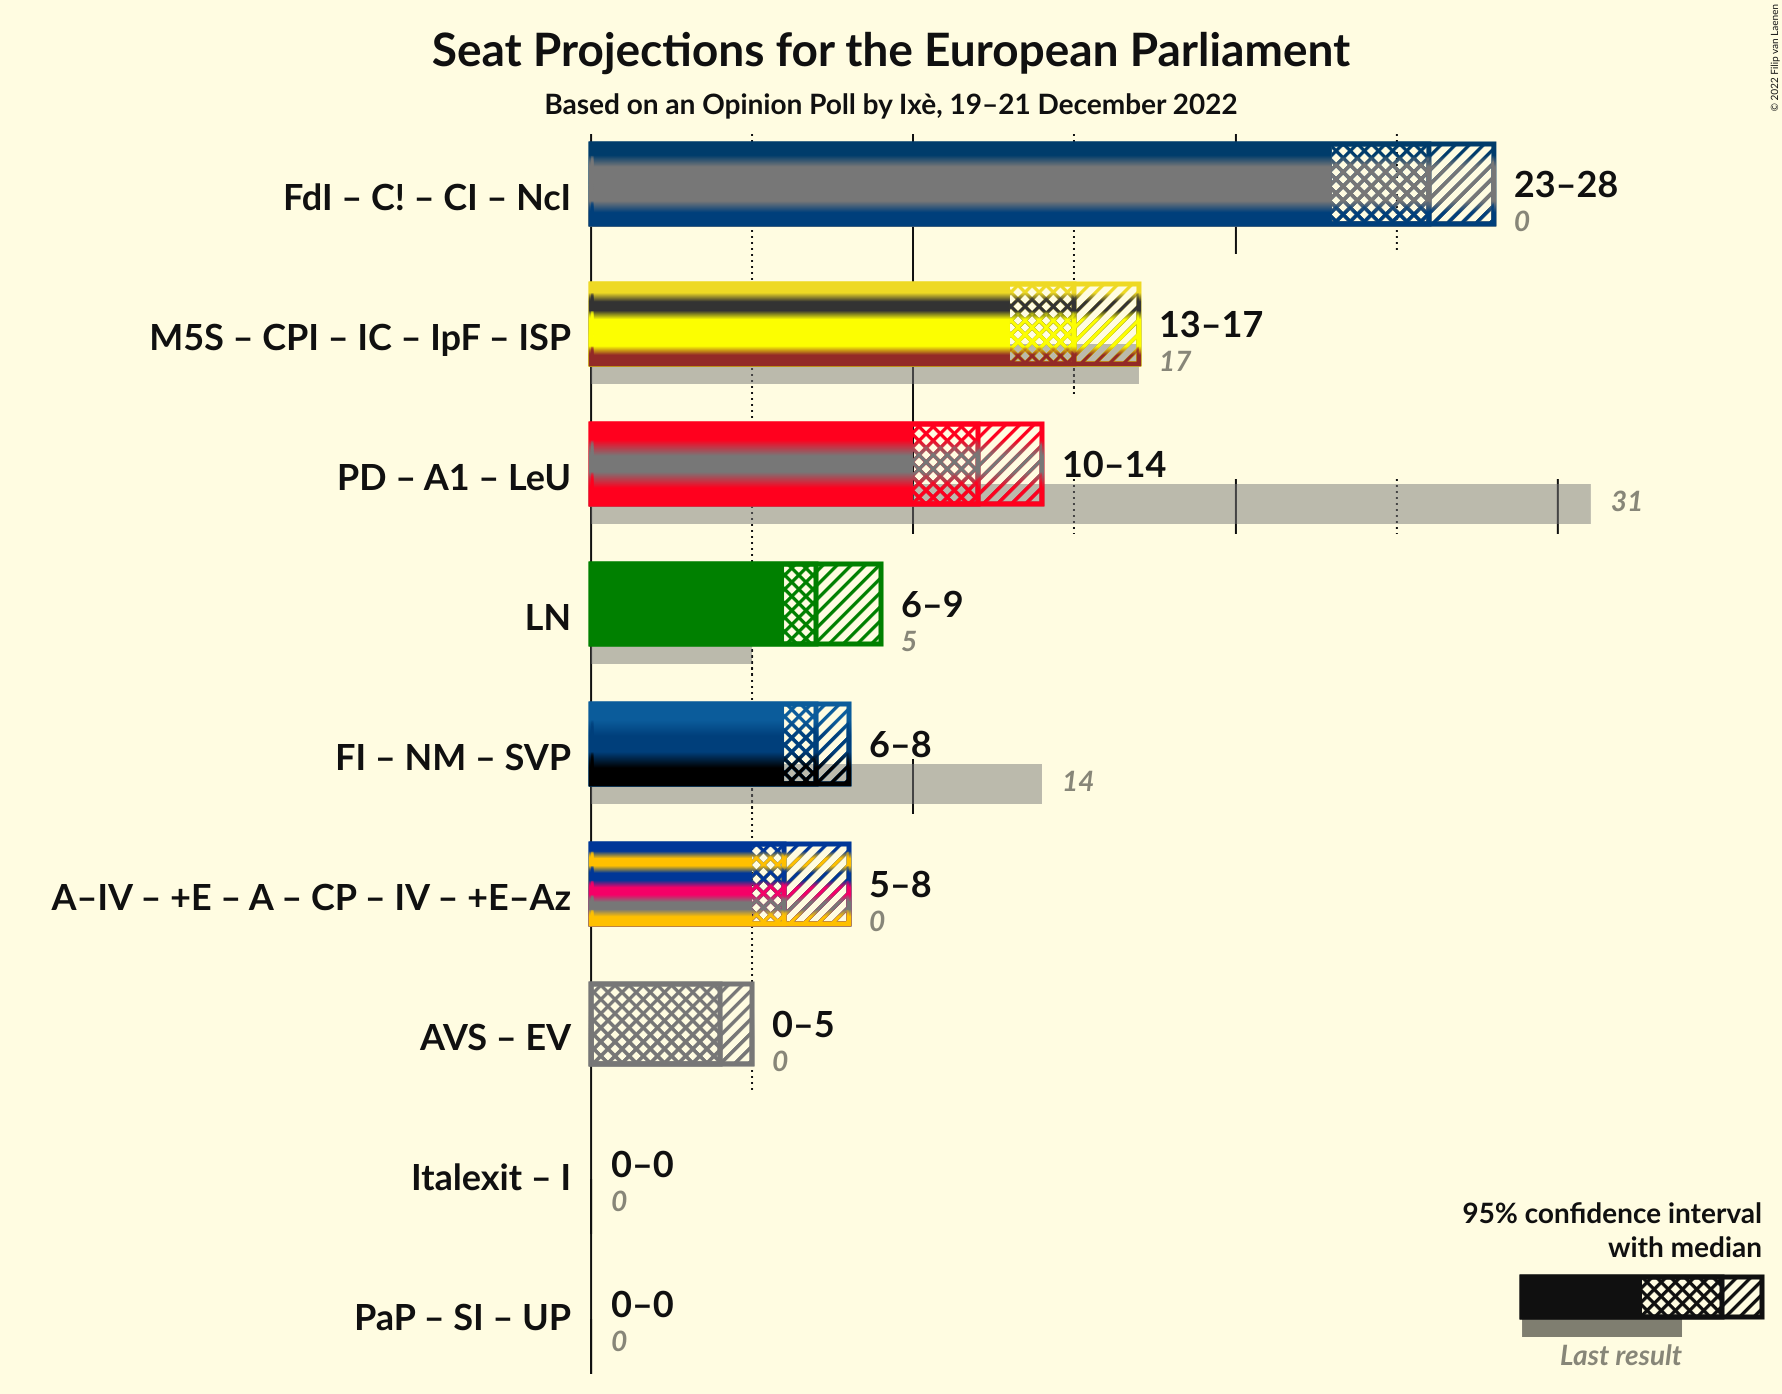 Seat Projections for the European Parliament
Based on an Opinion Poll by Ixè, 19–21 December 2022
© 2022 Filip van Laenen
FdI – C! – CI – NcI
23–28
0
M5S – CPI – IC – IpF – ISP
13–17
17
PD – A1 – LeU
10–14
31
LN
6–9
5
FI – NM – SVP
6–8
14
A–IV – +E – A – CP – IV – +E–Az
5–8
0
AVS – EV
0–5
0
Italexit – I
0–0
0
PaP – SI – UP
0–0
0
95% confidence interval
with median
Last result